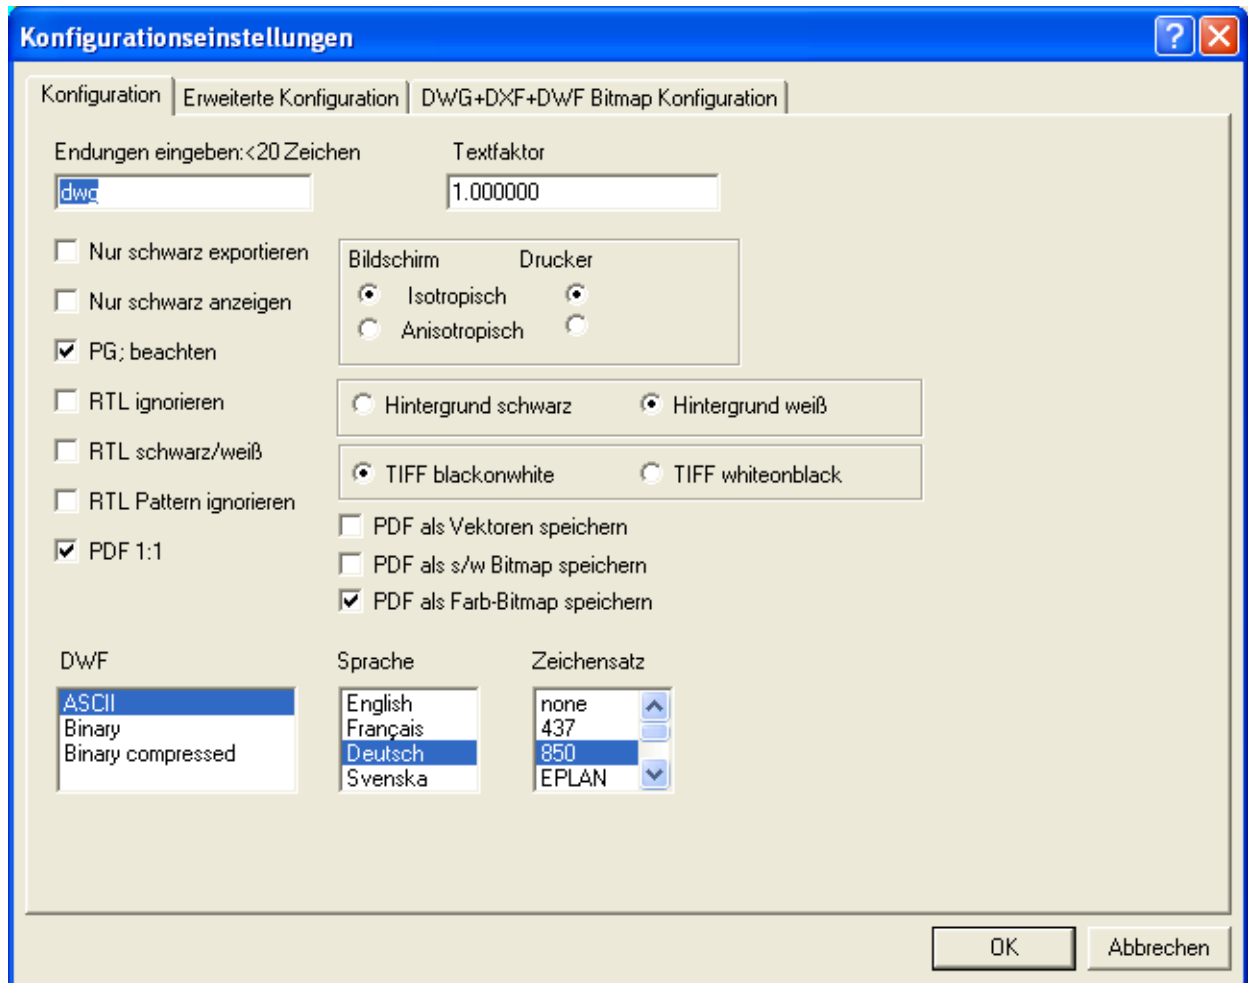 Konfigurationseinstellungen
Konfiguration
Erweiterte Konfiguration
DWG+DXF+DWF Bitmap Konfiguration
Endungen eingeben:<20 Zeichen
Textfaktor
dwg
1.000000
Nur schwarz exportieren
Nur schwarz anzeigen
PG; beachten
RTL ignorieren
RTL schwarz/weiß
RTL Pattern ignorieren
PDF 1:1
Bildschirm Drucker
Isotropisch
Anisotropisch
Hintergrund schwarz Hintergrund weiß
TIFF blackonwhite TIFF whiteonblack
PDF als Vektoren speichern
PDF als s/w Bitmap speichern
PDF als Farb-Bitmap speichern
DWF
ASCII
Binary
Binary compressed
Sprache
English
Français
Deutsch
Svenska
Zeichensatz
none
437
850
EPLAN
OK
Abbrechen